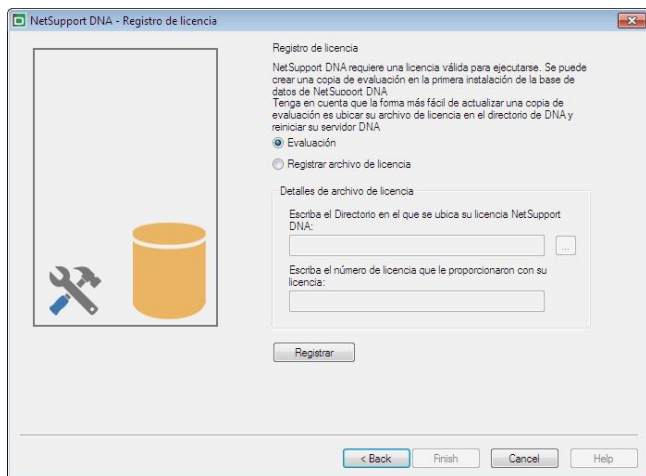 NetSupport DNA - Registro de licencia
Registro de licencia
NetSupport DNA requiere una licencia válida para ejecutarse. Se puede
crear una copia de evaluación en la primera instalación de la base de
datos de NetSupport DNA
Tenga en cuenta que la forma más fácil de actualizar una copia de
evaluación es ubicar su archivo de licencia en el directorio de DNA y
reiniciar su servidor DNA
Evaluación
Registrar archivo de licencia
Detalles de archivo de licencia
Escriba el Directorio en el que se ubica su licencia NetSupport
DNA:
...
Escriba el número de licencia que le proporcionaron con su
licencia:
Registrar
< Back
Finish
Cancel
Help